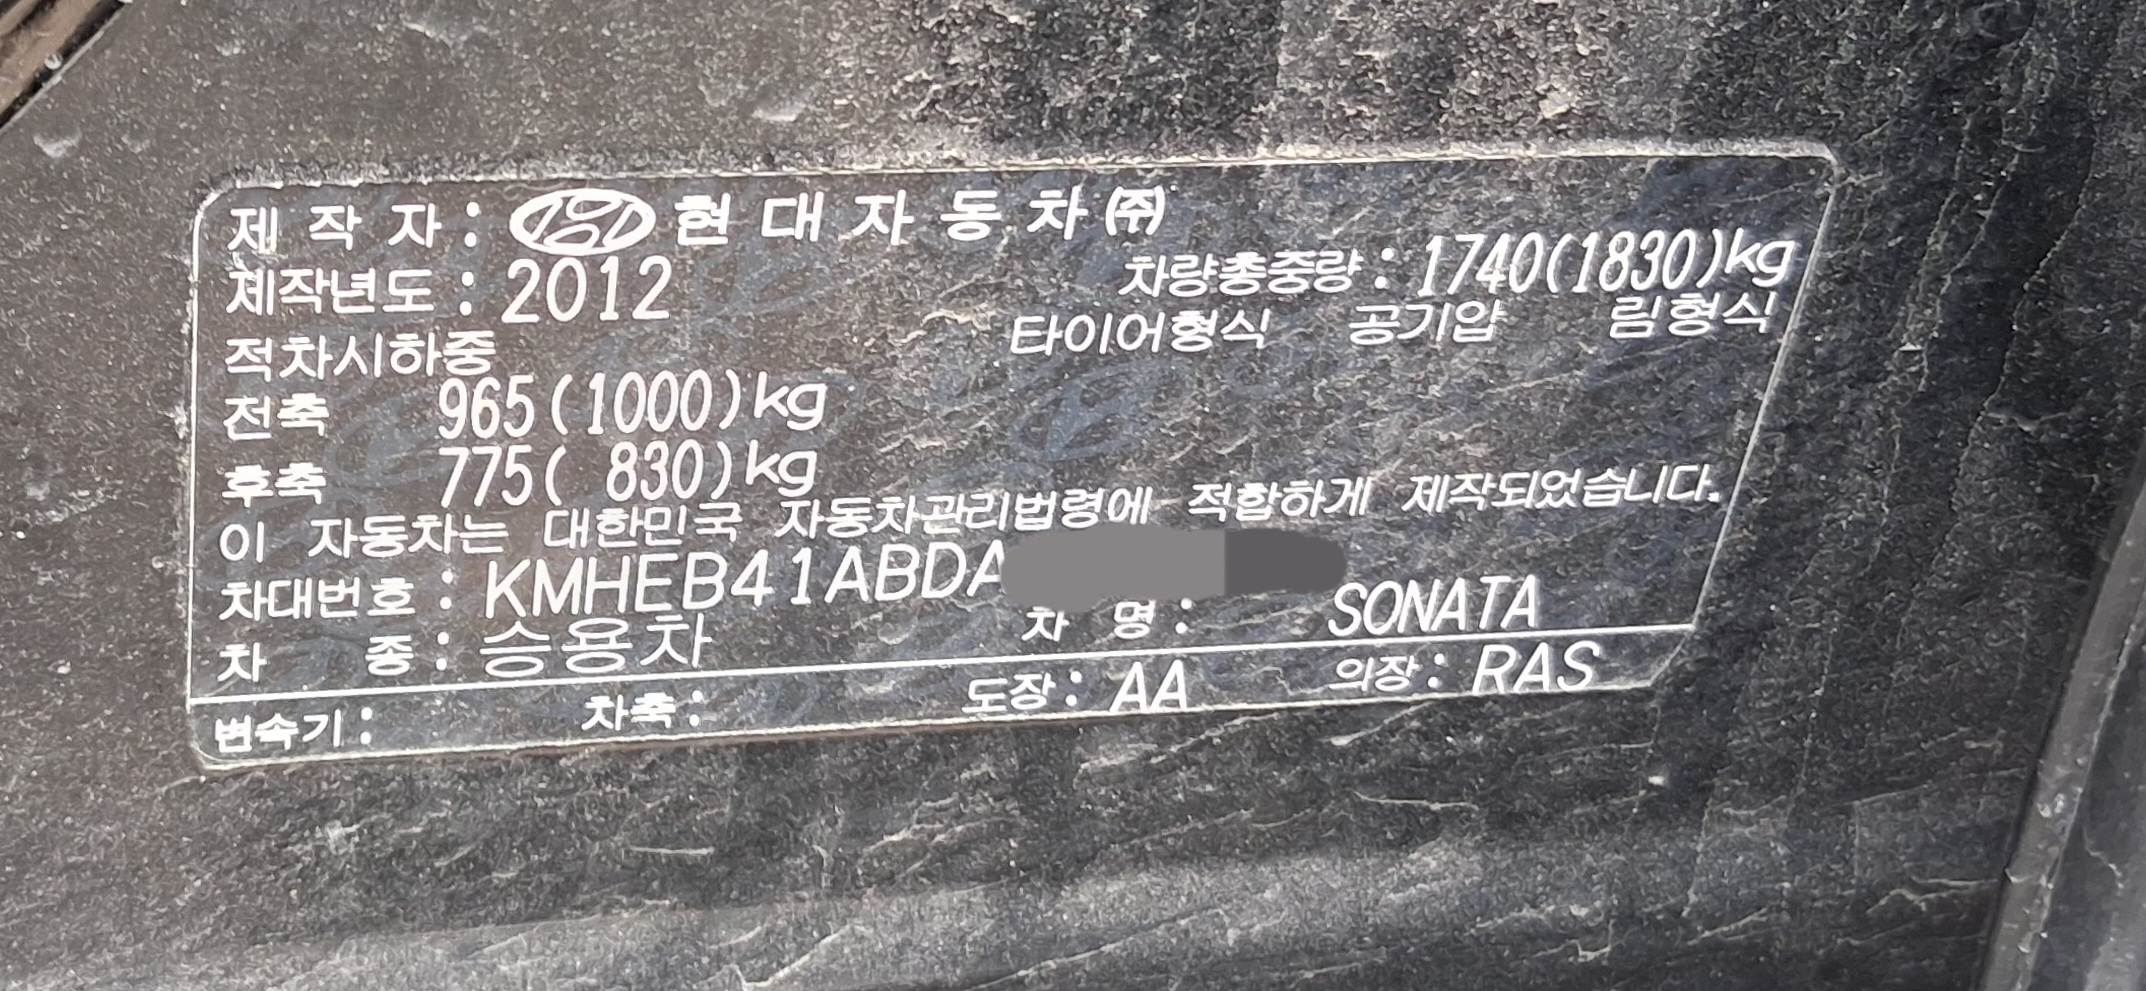 제 작 자 : 현 대 자 동 차 ㈜
제작년도 : 2012
차량총중량 : 1740(1830)kg
적차시하중
타이어형식 공기압 림형식
전축 965(1000)kg
후축 775( 830)kg
이 자동차는 대한민국 자동차관리법령에 적합하게 제작되었습니다.
차대번호 : KMHEB41ABDA
차 종 : 승용차 차 명 : SONATA
변속기 : 차축 : 도장 : AA 의장 : RAS